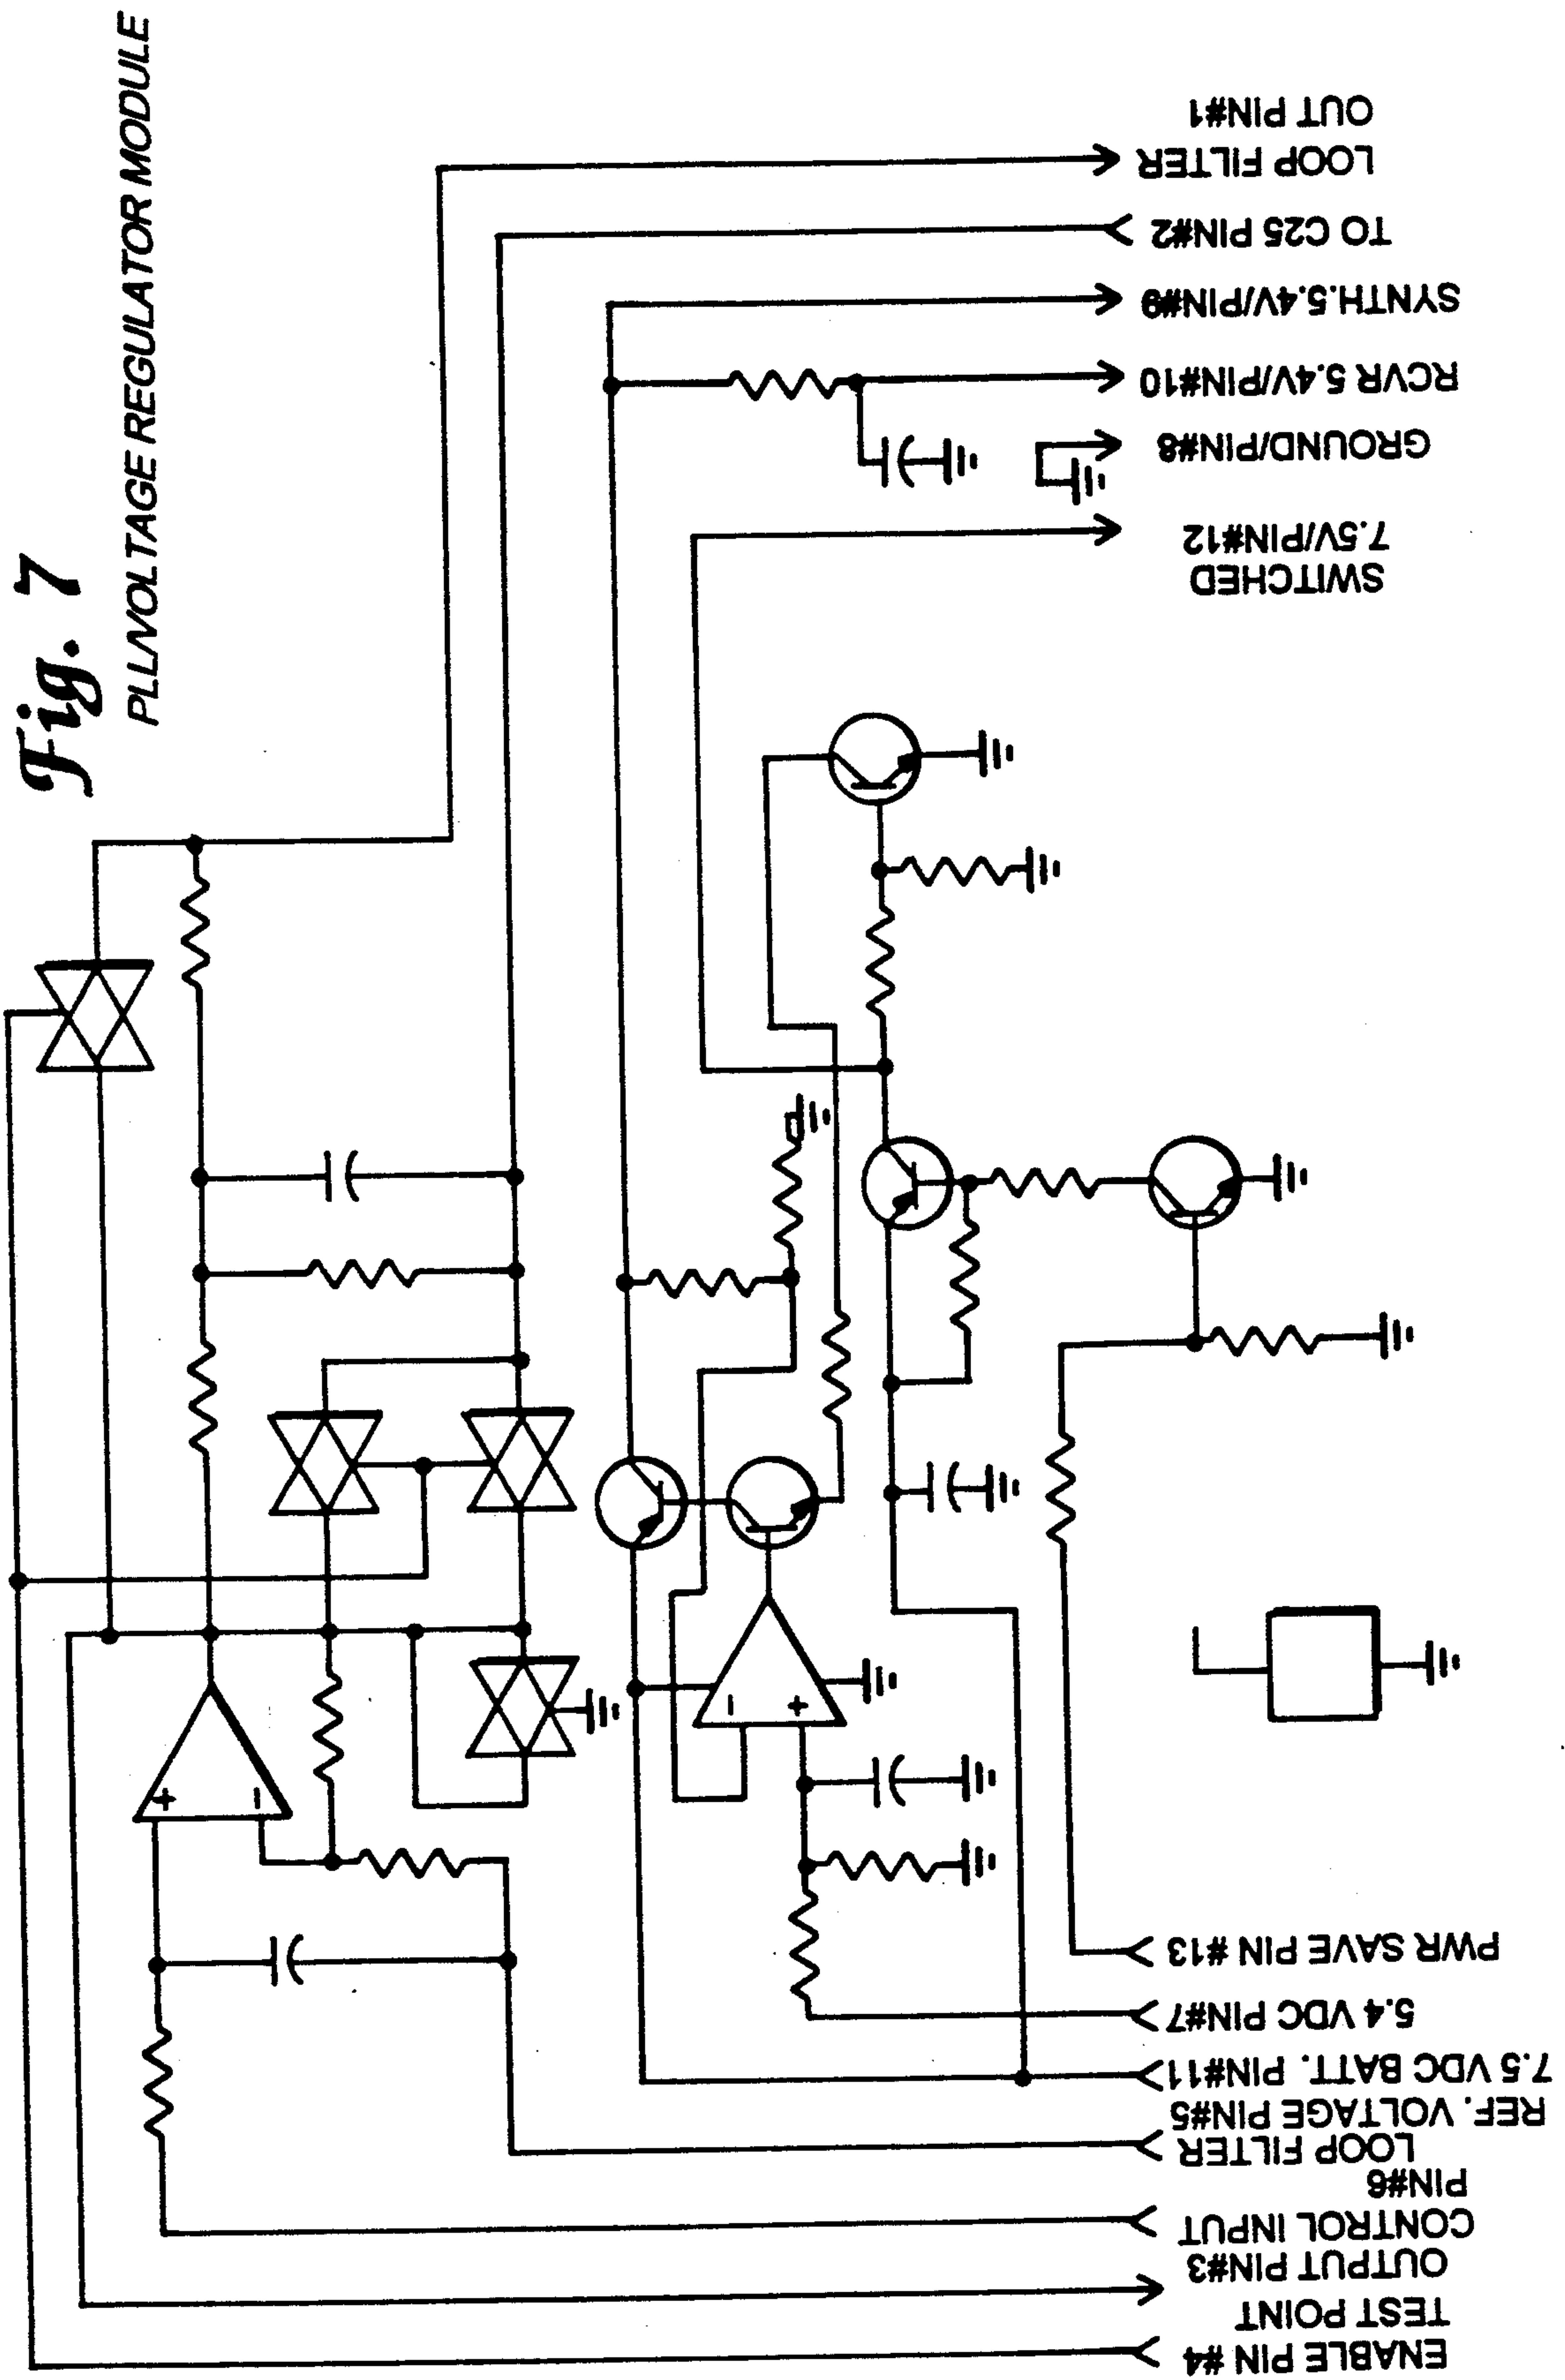 Fig. 7
PLL/VOLTAGE REGULATOR MODULE
+
−
−
+
ENABLE PIN #4
TEST POINT
OUTPUT PIN#3
CONTROL INPUT
PIN#6
LOOP FILTER
REF. VOLTAGE PIN#5
7.5 VDC BATT. PIN#11
5.4 VDC PIN#7
PWR SAVE PIN #13
SWITCHED
7.5V/PIN#12
GROUND/PIN#8
RCVR 5.4V/PIN#10
SYNTH.5.4V/PIN#9
TO C25 PIN#2
LOOP FILTER
OUT PIN#1